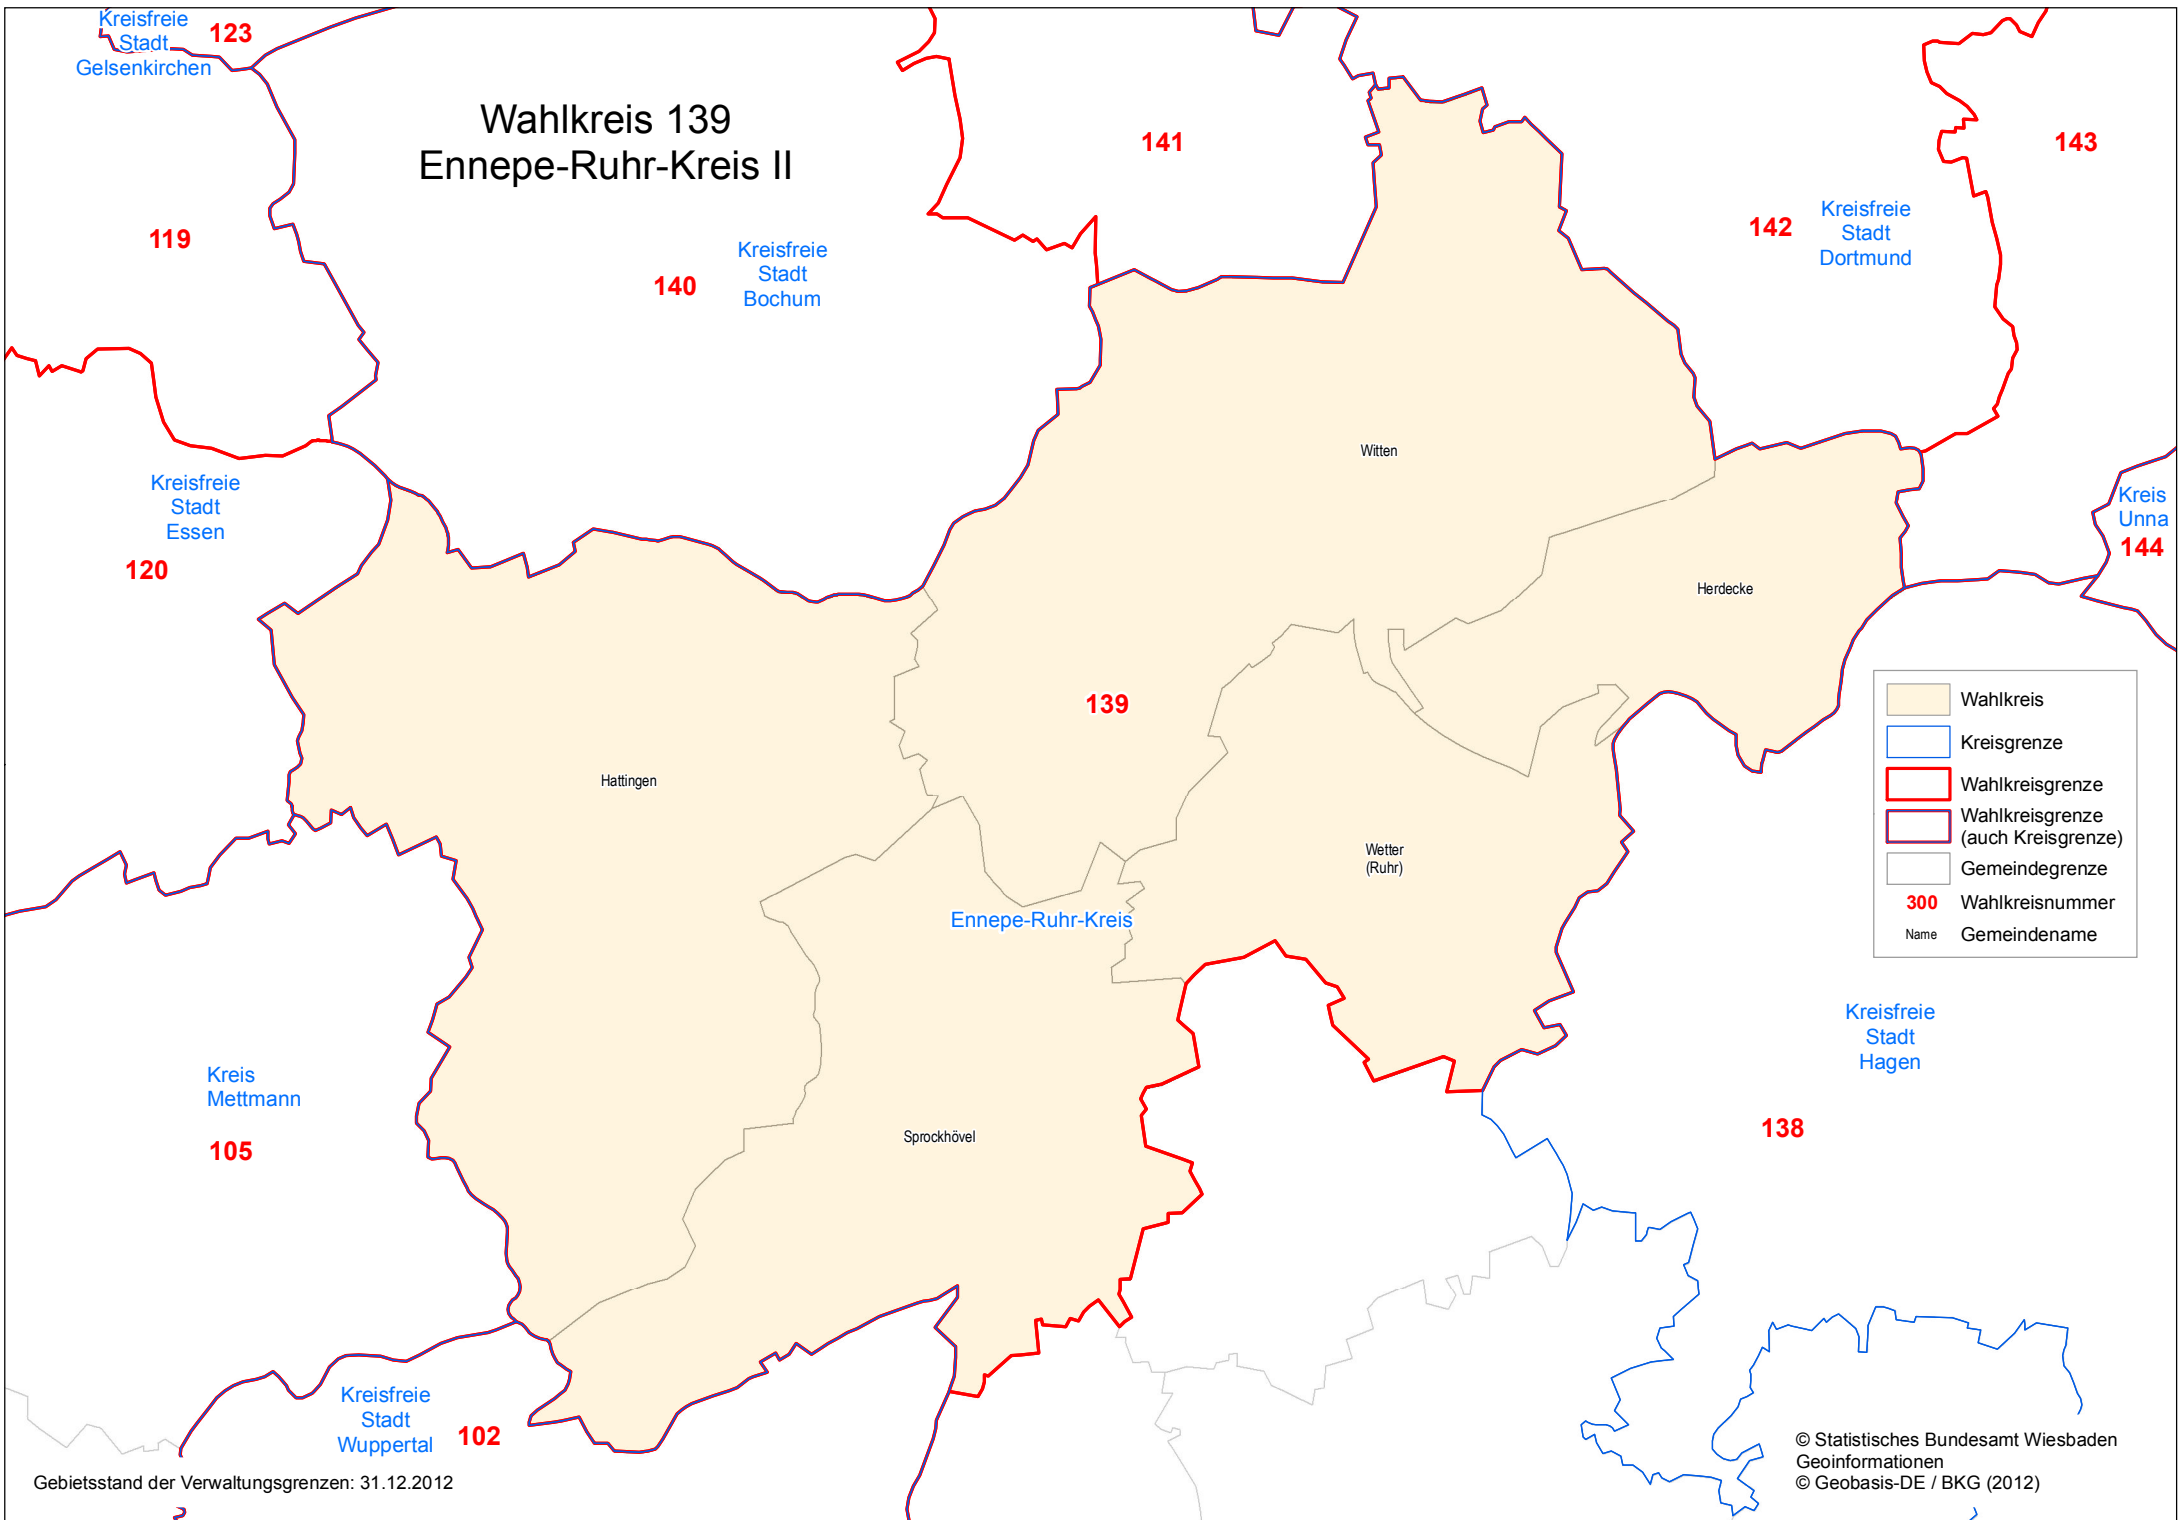 Wahlkreis 139
Ennepe-Ruhr-Kreis II
Kreisfreie
Stadt
Gelsenkirchen
123
141
143
119
140
Kreisfreie
Stadt
Bochum
142
Kreisfreie
Stadt
Dortmund
Witten
Kreisfreie
Stadt
Essen
120
Kreis
Unna
144
Herdecke
139
Hattingen
Wetter
(Ruhr)
Ennepe-Ruhr-Kreis
Wahlkreis
Kreisgrenze
Wahlkreisgrenze
Wahlkreisgrenze
(auch Kreisgrenze)
Gemeindegrenze
300 Wahlkreisnummer
Name Gemeindename
Kreisfreie
Stadt
Hagen
138
Kreis
Mettmann
105
Sprockhövel
Kreisfreie
Stadt
Wuppertal
102
Gebietsstand der Verwaltungsgrenzen: 31.12.2012
© Statistisches Bundesamt Wiesbaden
Geoinformationen
© Geobasis-DE / BKG (2012)